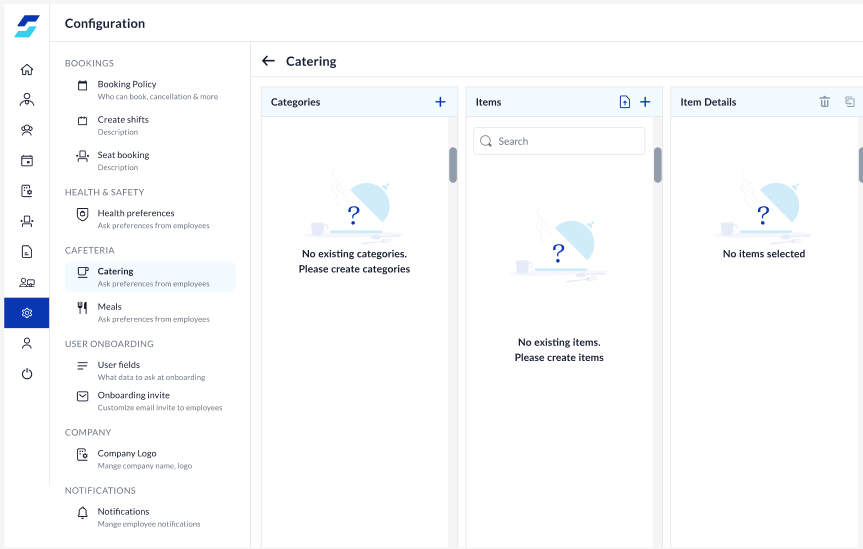 Configuration
BOOKINGS
Booking Policy
Who can book, cancellation & more
Create shifts
Description
Seat booking
Description
HEALTH & SAFETY
Health preferences
Ask preferences from employees
CAFETERIA
Catering
Ask preferences from employees
Meals
Ask preferences from employees
USER ONBOARDING
User fields
What data to ask at onboarding
Onboarding invite
Customize email invite to employees
COMPANY
Company Logo
Mange company name, logo
NOTIFICATIONS
Notifications
Mange employee notifications
Catering
Categories
?
No existing categories.
Please create categories
Items
Search
?
No existing items.
Please create items
Item Details
?
No items selected